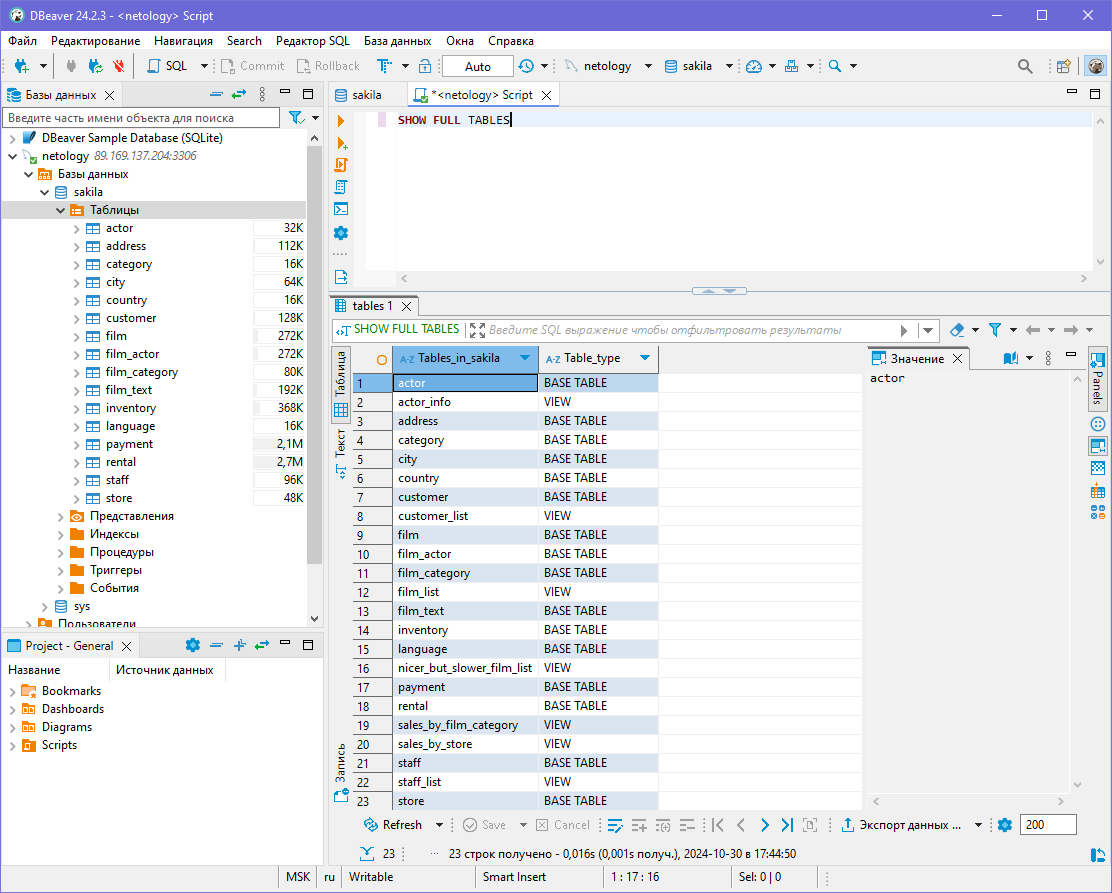 DBeaver 24.2.3 - <netology> Script
Файл Редактирование Навигация Search Редактор SQL База данных Окна Справка
SQL Commit Rollback Auto netology sakila
Базы данных
Введите часть имени объекта для поиска
DBeaver Sample Database (SQLite)
netology 89.169.137.204:3306
Базы данных
sakila
Таблицы
actor 32K
address 112K
category 16K
city 64K
country 16K
customer 128K
film 272K
film_actor 272K
film_category 80K
film_text 192K
inventory 368K
language 16K
payment 2,1M
rental 2,7M
staff 96K
store 48K
Представления
Индексы
Процедуры
Триггеры
События
sys
Пользователи
Project - General
Название Источник данных
Bookmarks
Dashboards
Diagrams
Scripts
sakila *<netology> Script
SHOW FULL TABLES
tables 1
SHOW FULL TABLES Введите SQL выражение чтобы отфильтровать результаты
Таблица
Текст
Запись
A-Z Tables_in_sakila A-Z Table_type
1 actor BASE TABLE
2 actor_info VIEW
3 address BASE TABLE
4 category BASE TABLE
5 city BASE TABLE
6 country BASE TABLE
7 customer BASE TABLE
8 customer_list VIEW
9 film BASE TABLE
10 film_actor BASE TABLE
11 film_category BASE TABLE
12 film_list VIEW
13 film_text BASE TABLE
14 inventory BASE TABLE
15 language BASE TABLE
16 nicer_but_slower_film_list VIEW
17 payment BASE TABLE
18 rental BASE TABLE
19 sales_by_film_category VIEW
20 sales_by_store VIEW
21 staff BASE TABLE
22 staff_list VIEW
23 store BASE TABLE
Значение
actor
Panels
Refresh Save Cancel Экспорт данных ... 200
23 23 строк получено - 0,016s (0,001s получ.), 2024-10-30 в 17:44:50
MSK ru Writable Smart Insert 1 : 17 : 16 Sel: 0 | 0